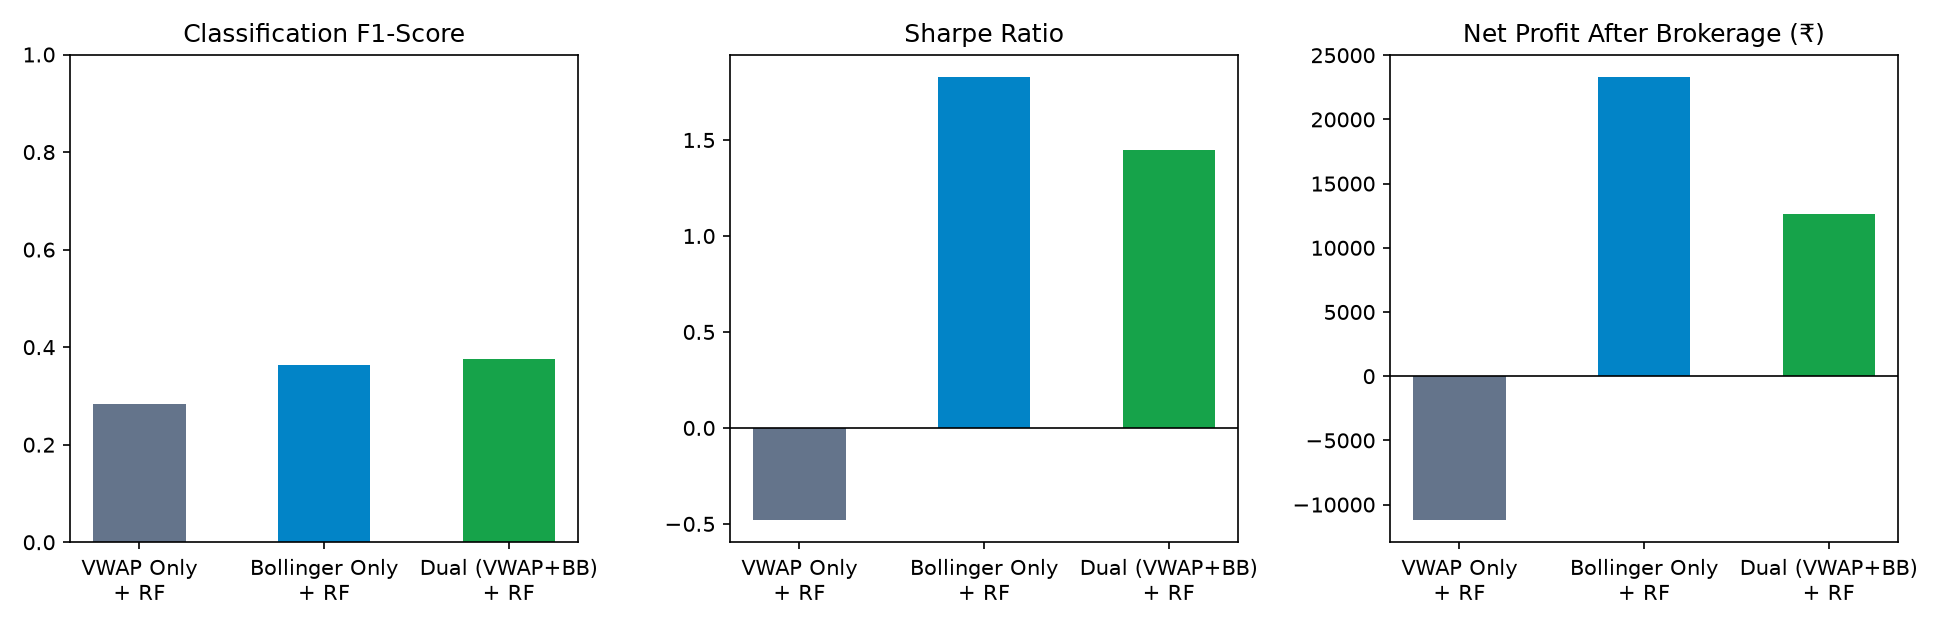 Classification F1-Score
1.0
0.8
0.6
0.4
0.2
0.0
VWAP Only
+ RF
Bollinger Only
+ RF
Dual (VWAP+BB)
+ RF
Sharpe Ratio
1.5
1.0
0.5
0.0
−0.5
VWAP Only
+ RF
Bollinger Only
+ RF
Dual (VWAP+BB)
+ RF
Net Profit After Brokerage (₹)
25000
20000
15000
10000
5000
0
−5000
−10000
VWAP Only
+ RF
Bollinger Only
+ RF
Dual (VWAP+BB)
+ RF